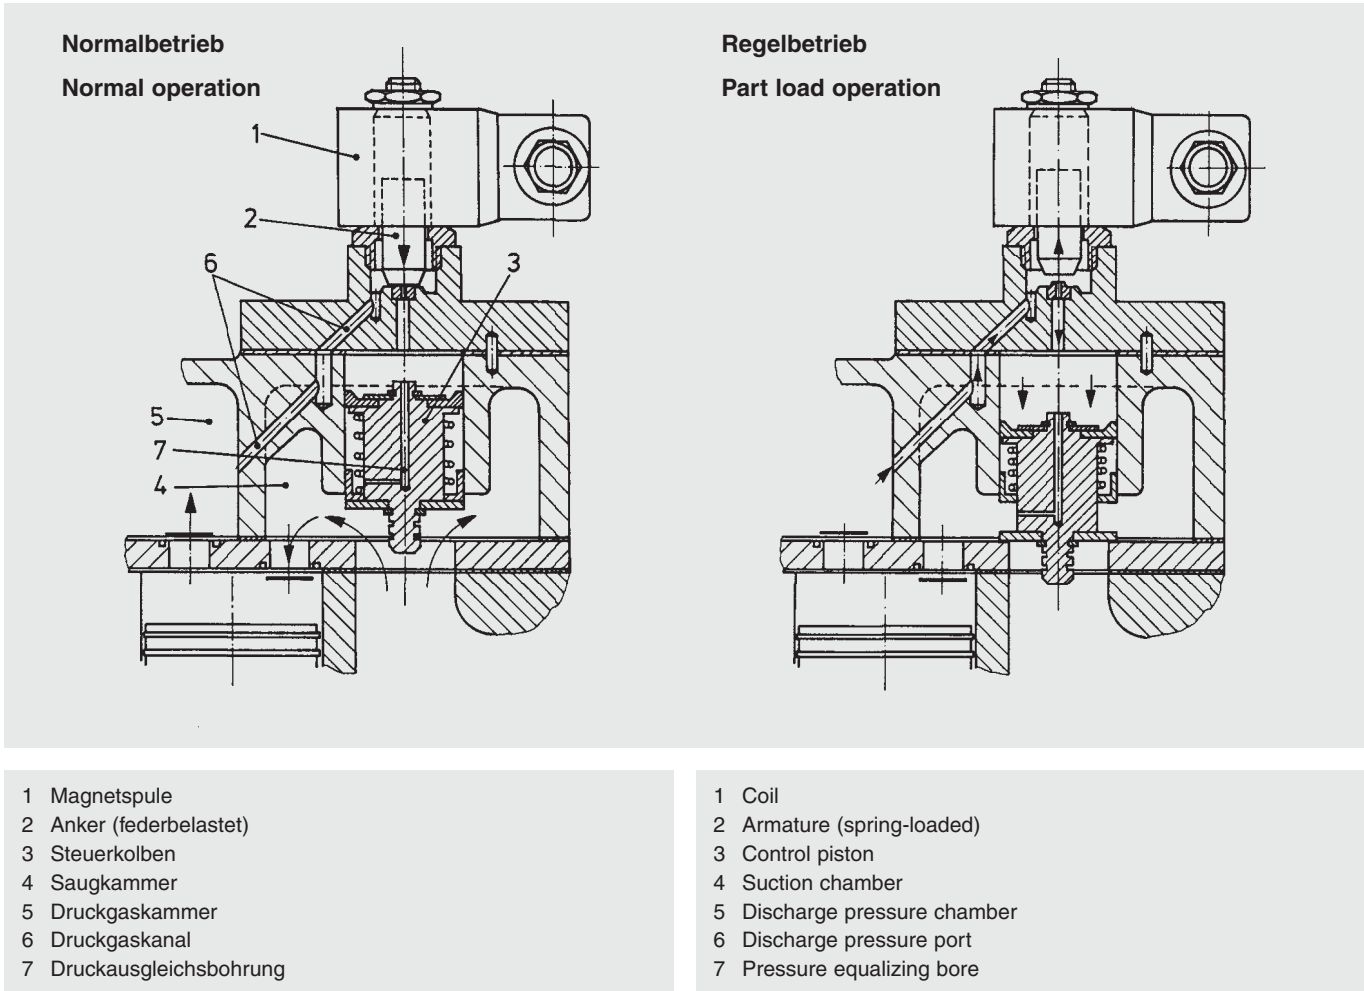 Normalbetrieb
Normal operation
Regelbetrieb
Part load operation
1
2
6
3
5
7
4
1 Magnetspule
2 Anker (federbelastet)
3 Steuerkolben
4 Saugkammer
5 Druckgaskammer
6 Druckgaskanal
7 Druckausgleichsbohrung
1 Coil
2 Armature (spring-loaded)
3 Control piston
4 Suction chamber
5 Discharge pressure chamber
6 Discharge pressure port
7 Pressure equalizing bore